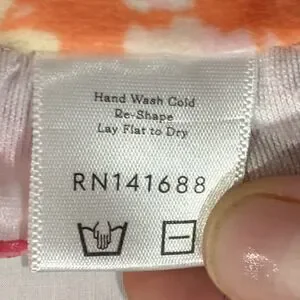 Hand Wash Cold
Re-Shape
Lay Flat to Dry
RN141688